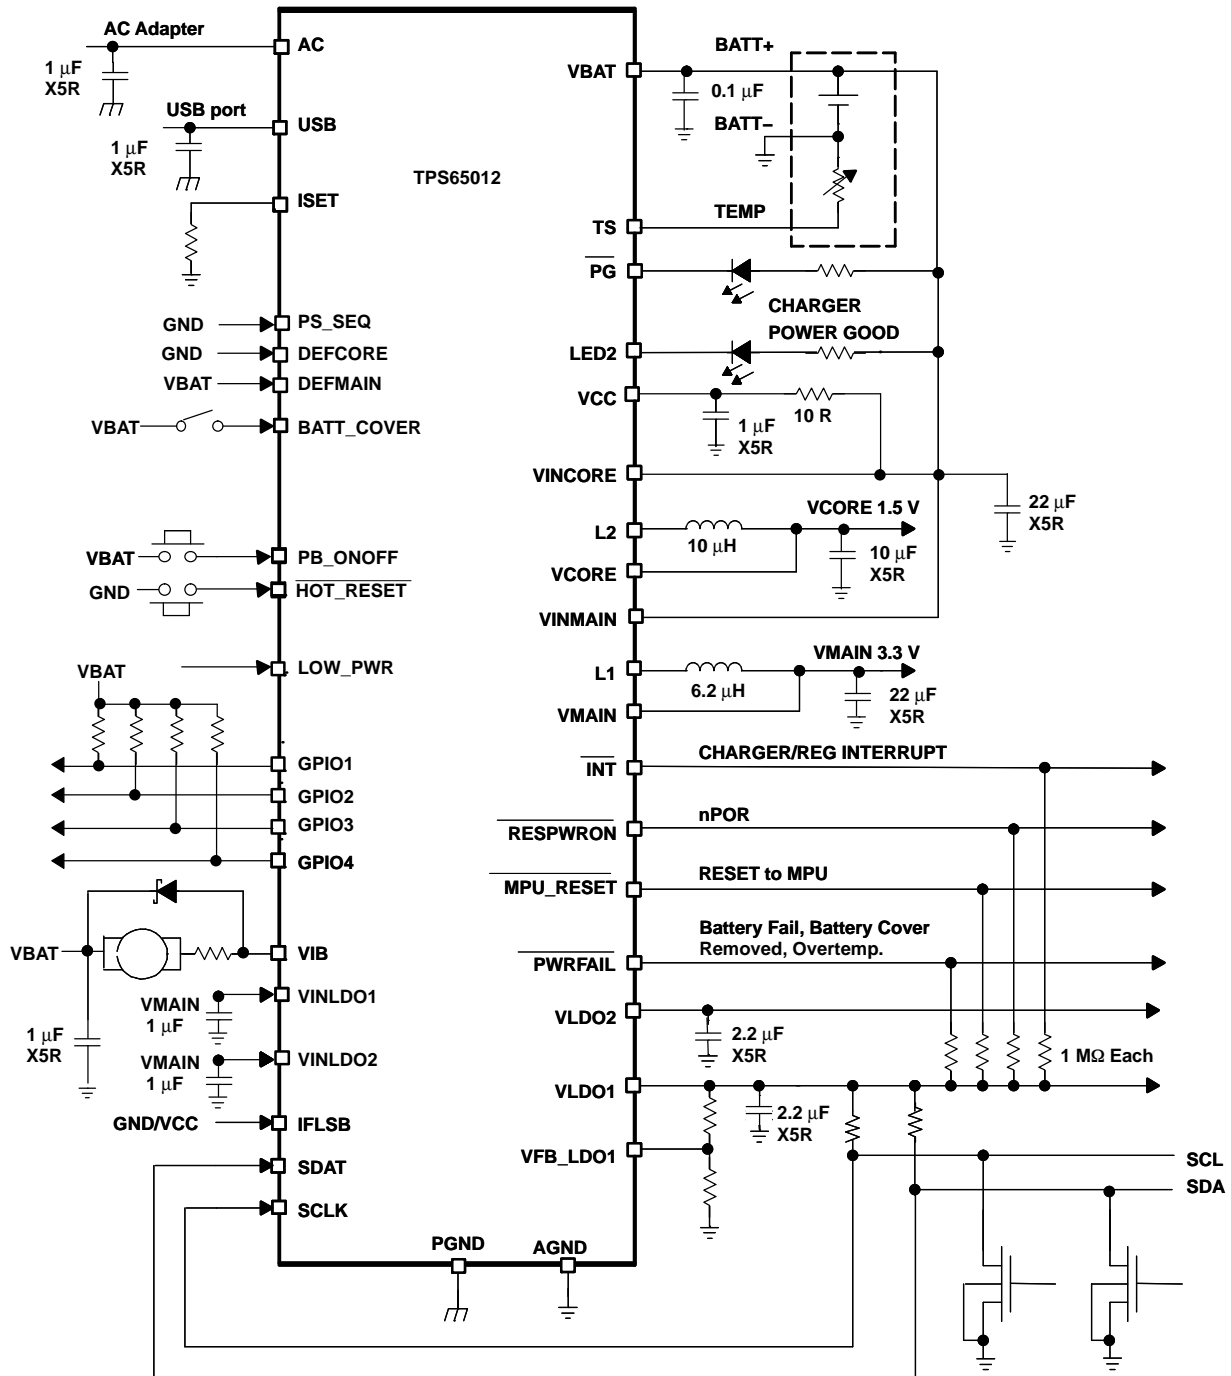 AC Adapter
AC
1 μF
X5R
USB port
USB
1 μF
X5R
ISET
TPS65012
GND
PS_SEQ
GND
DEFCORE
VBAT
DEFMAIN
VBAT
BATT_COVER
VBAT
PB_ONOFF
GND
HOT_RESET
VBAT
LOW_PWR
GPIO1
GPIO2
GPIO3
GPIO4
VBAT
VIB
VMAIN
1 μF
VINLDO1
1 μF
X5R
VMAIN
1 μF
VINLDO2
GND/VCC
IFLSB
SDAT
SCLK
PGND
AGND
BATT+
VBAT
0.1 μF
BATT–
TEMP
TS
PG
CHARGER
POWER GOOD
LED2
VCC
10 R
1 μF
X5R
VINCORE
22 μF
X5R
VCORE 1.5 V
L2
10 μH
10 μF
X5R
VCORE
VINMAIN
VMAIN 3.3 V
L1
6.2 μH
22 μF
X5R
VMAIN
CHARGER/REG INTERRUPT
INT
nPOR
RESPWRON
RESET to MPU
MPU_RESET
Battery Fail, Battery Cover
Removed, Overtemp.
PWRFAIL
VLDO2
2.2 μF
X5R
1 MΩ Each
VLDO1
2.2 μF
X5R
VFB_LDO1
SCL
SDA